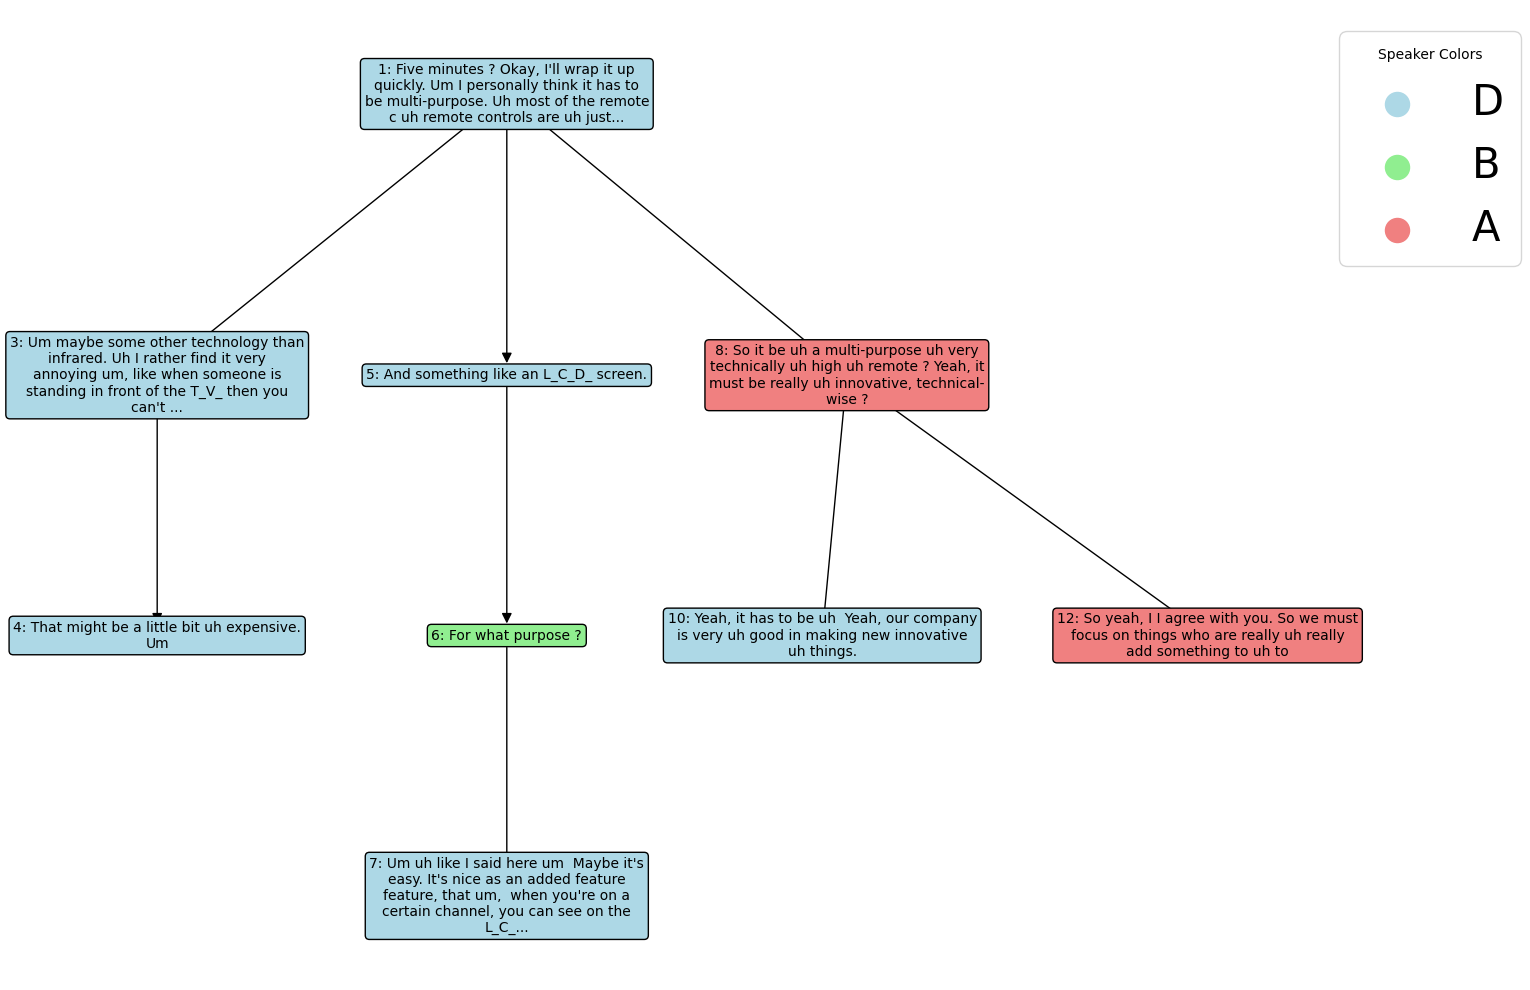 1: Five minutes ? Okay, I'll wrap it up
quickly. Um I personally think it has to
be multi-purpose. Uh most of the remote
c uh remote controls are uh just...
Speaker Colors
D
B
A
3: Um maybe some other technology than
infrared. Uh I rather find it very
annoying um, like when someone is
standing in front of the T_V_ then you
can't ...
5: And something like an L_C_D_ screen.
8: So it be uh a multi-purpose uh very
technically uh high uh remote ? Yeah, it
must be really uh innovative, technical-
wise ?
4: That might be a little bit uh expensive.
Um
6: For what purpose ?
10: Yeah, it has to be uh  Yeah, our company
is very uh good in making new innovative
uh things.
12: So yeah, I I agree with you. So we must
focus on things who are really uh really
add something to uh to
7: Um uh like I said here um  Maybe it's
easy. It's nice as an added feature
feature, that um,  when you're on a
certain channel, you can see on the
L_C_...